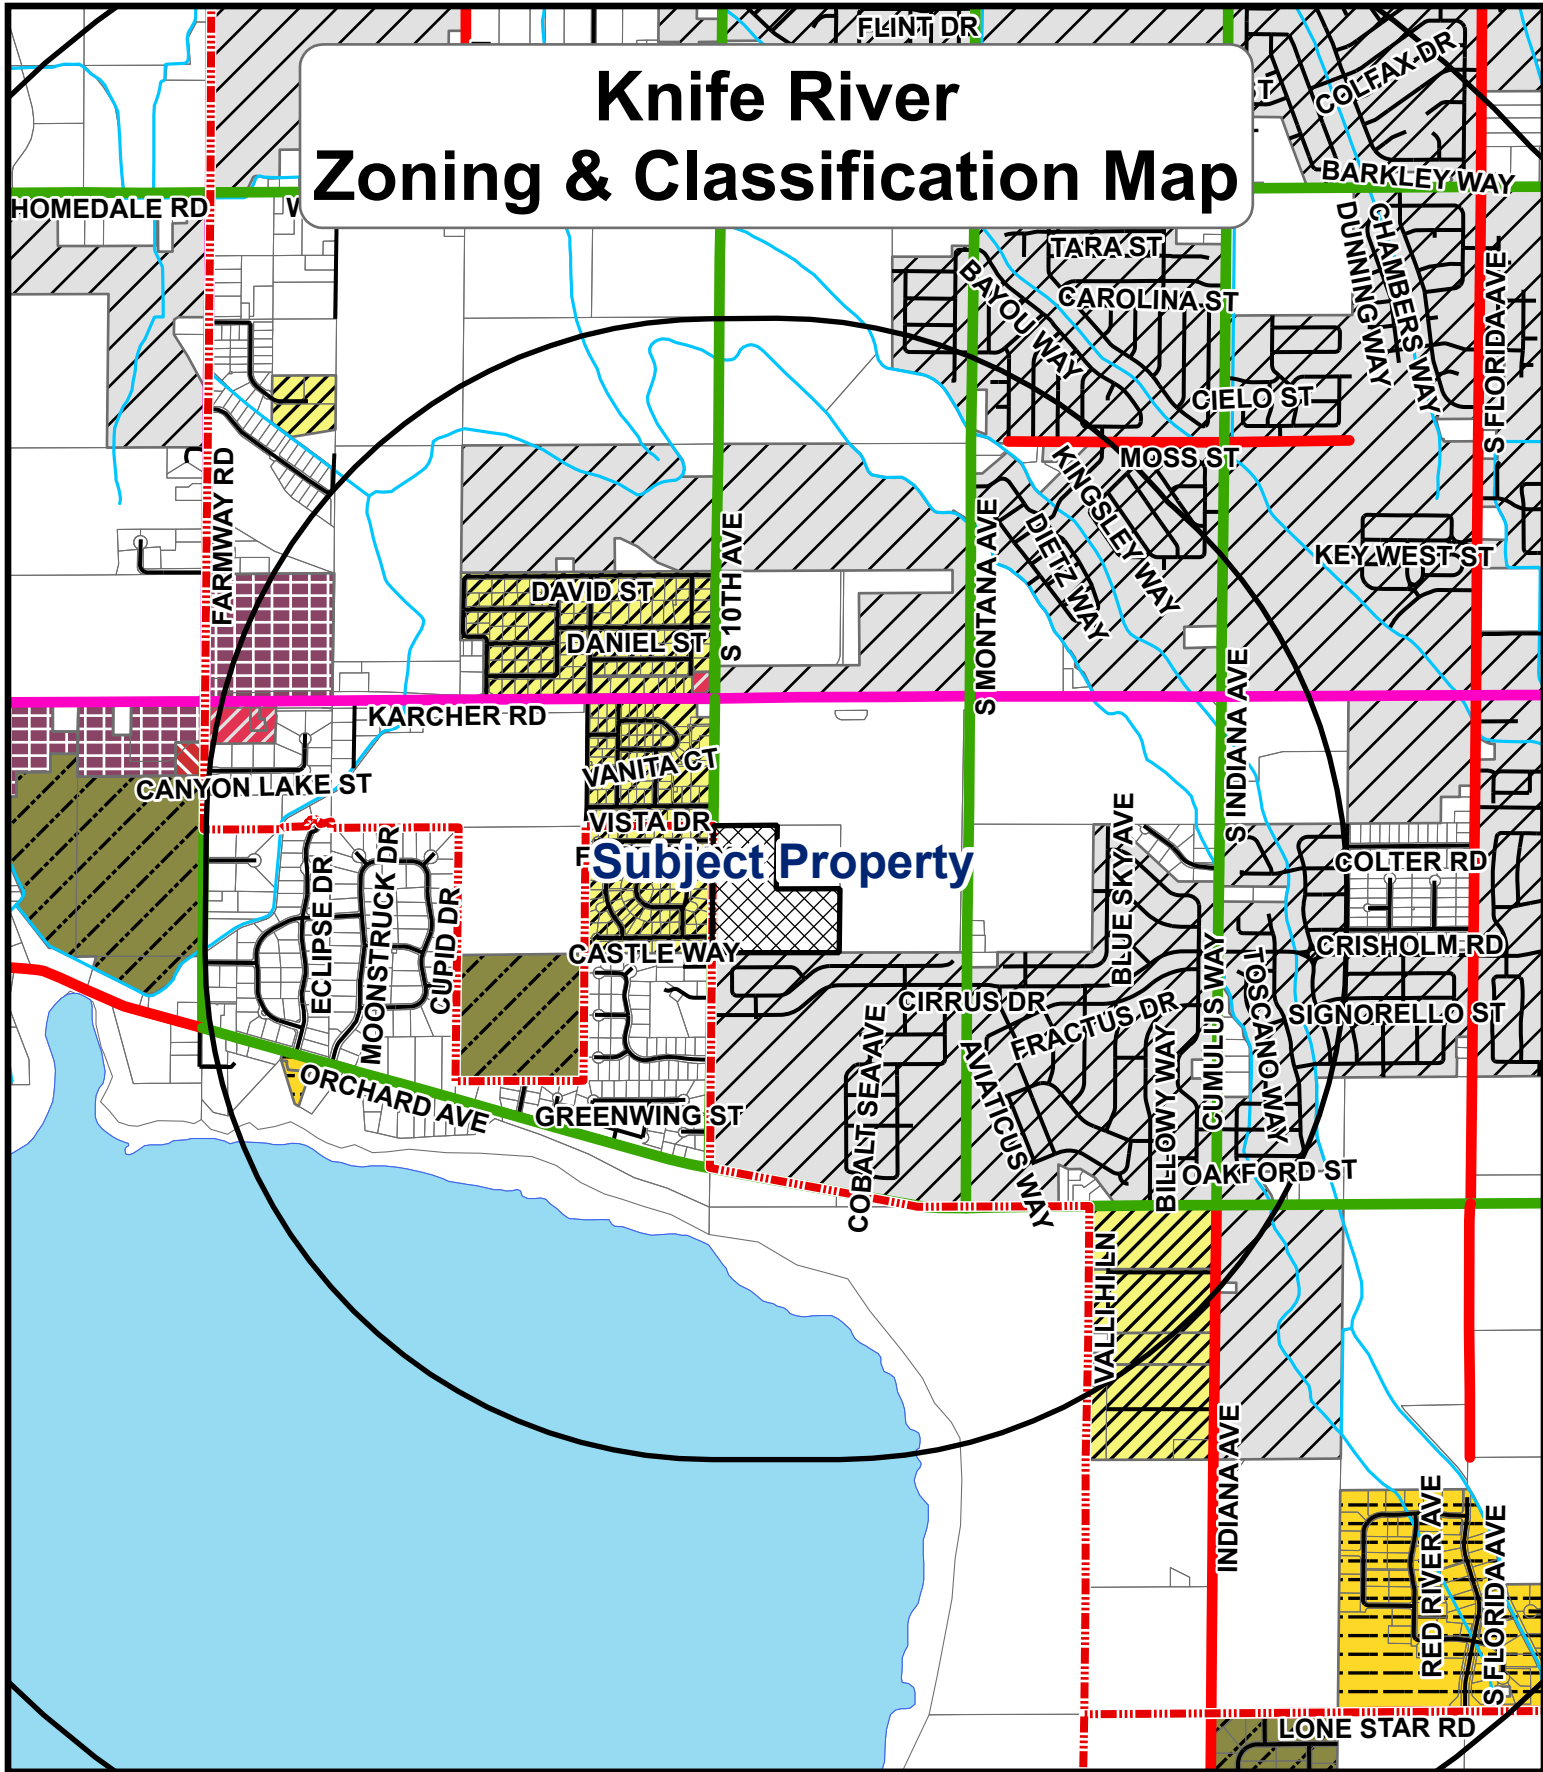 FLINT DR
Knife River
Zoning & Classification Map
ST
COLFAX DR
BARKLEY WAY
HOMEDALE RD
CHAMBERS WAY
DUNNING WAY
TARA ST
BAYOU WAY
CAROLINA ST
S FLORIDA AVE
CIELO ST
MOSS ST
KINGSLEY WAY
FARMWAY RD
S 10TH AVE
S MONTANA AVE
DIETZ WAY
KEY WEST ST
DAVID ST
DANIEL ST
S INDIANA AVE
KARCHER RD
VANITA CT
CANYON LAKE ST
VISTA DR
BLUE SKY AVE
Subject Property
COLTER RD
ECLIPSE DR
MOONSTRUCK DR
CUPID DR
CASTLE WAY
CUMULUS WAY
TOSCANO WAY
CRISHOLM RD
CIRRUS DR
FRACTUS DR
SIGNORELLO ST
COBALT SEA AVE
AVIATICUS WAY
BILLOWY WAY
ORCHARD AVE
GREENWING ST
OAKFORD ST
VALLI HI LN
INDIANA AVE
RED RIVER AVE
S FLORIDA AVE
LONE STAR RD